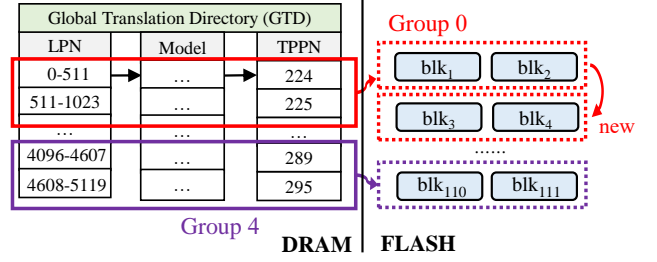 Global Translation Directory (GTD)
LPN Model TPPN
0-511 … 224
511-1023 … 225
… … …
4096-4607 … 289
4608-5119 … 295
Group 4
DRAM
Group 0
blk1 blk2
blk3 blk4
new
......
blk110 blk111
FLASH